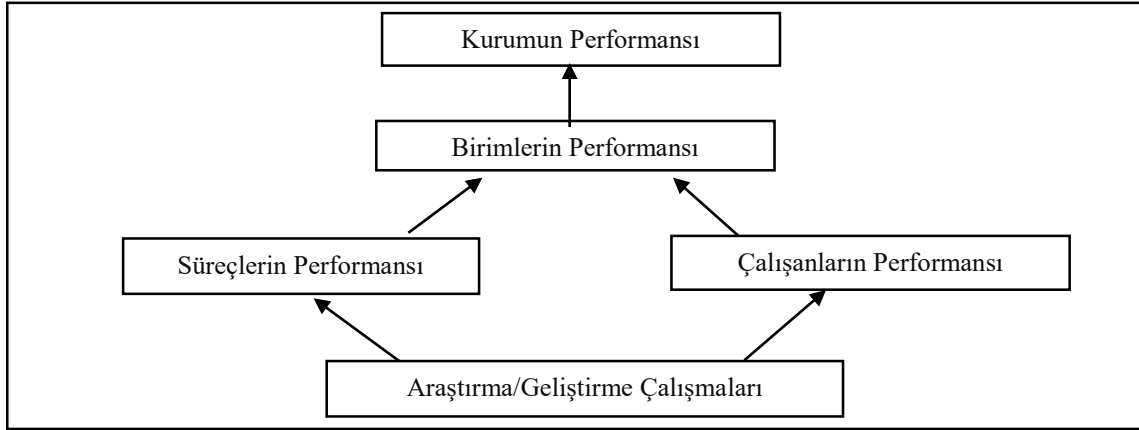 Kurumun Performansı
Birimlerin Performansı
Süreçlerin Performansı
Çalışanların Performansı
Araştırma/Geliştirme Çalışmaları